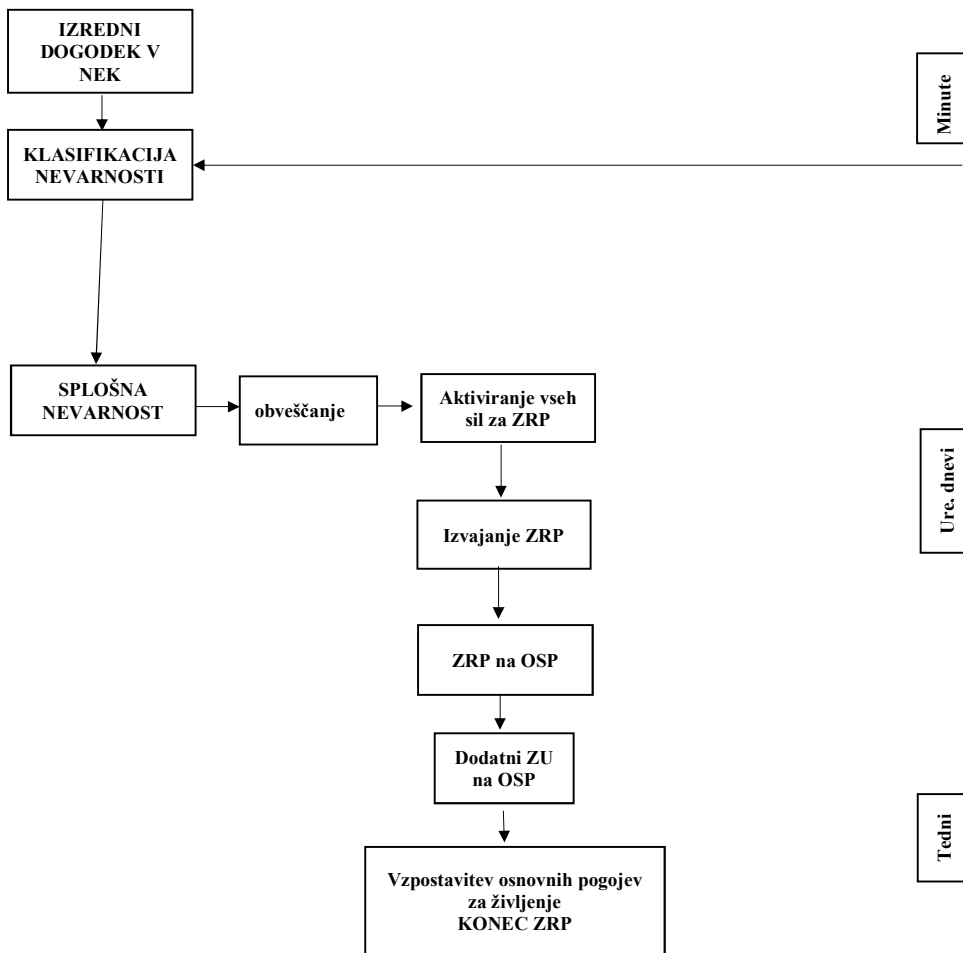 IZREDNI
DOGODEK V
NEK
Minute
KLASIFIKACIJA
NEVARNOSTI
SPLOŠNA
NEVARNOST
obveščanje
Aktiviranje vseh
sil za ZRP
Ure, dnevi
Izvajanje ZRP
ZRP na OSP
Dodatni ZU
na OSP
Tedni
Vzpostavitev osnovnih pogojev
za življenje
KONEC ZRP